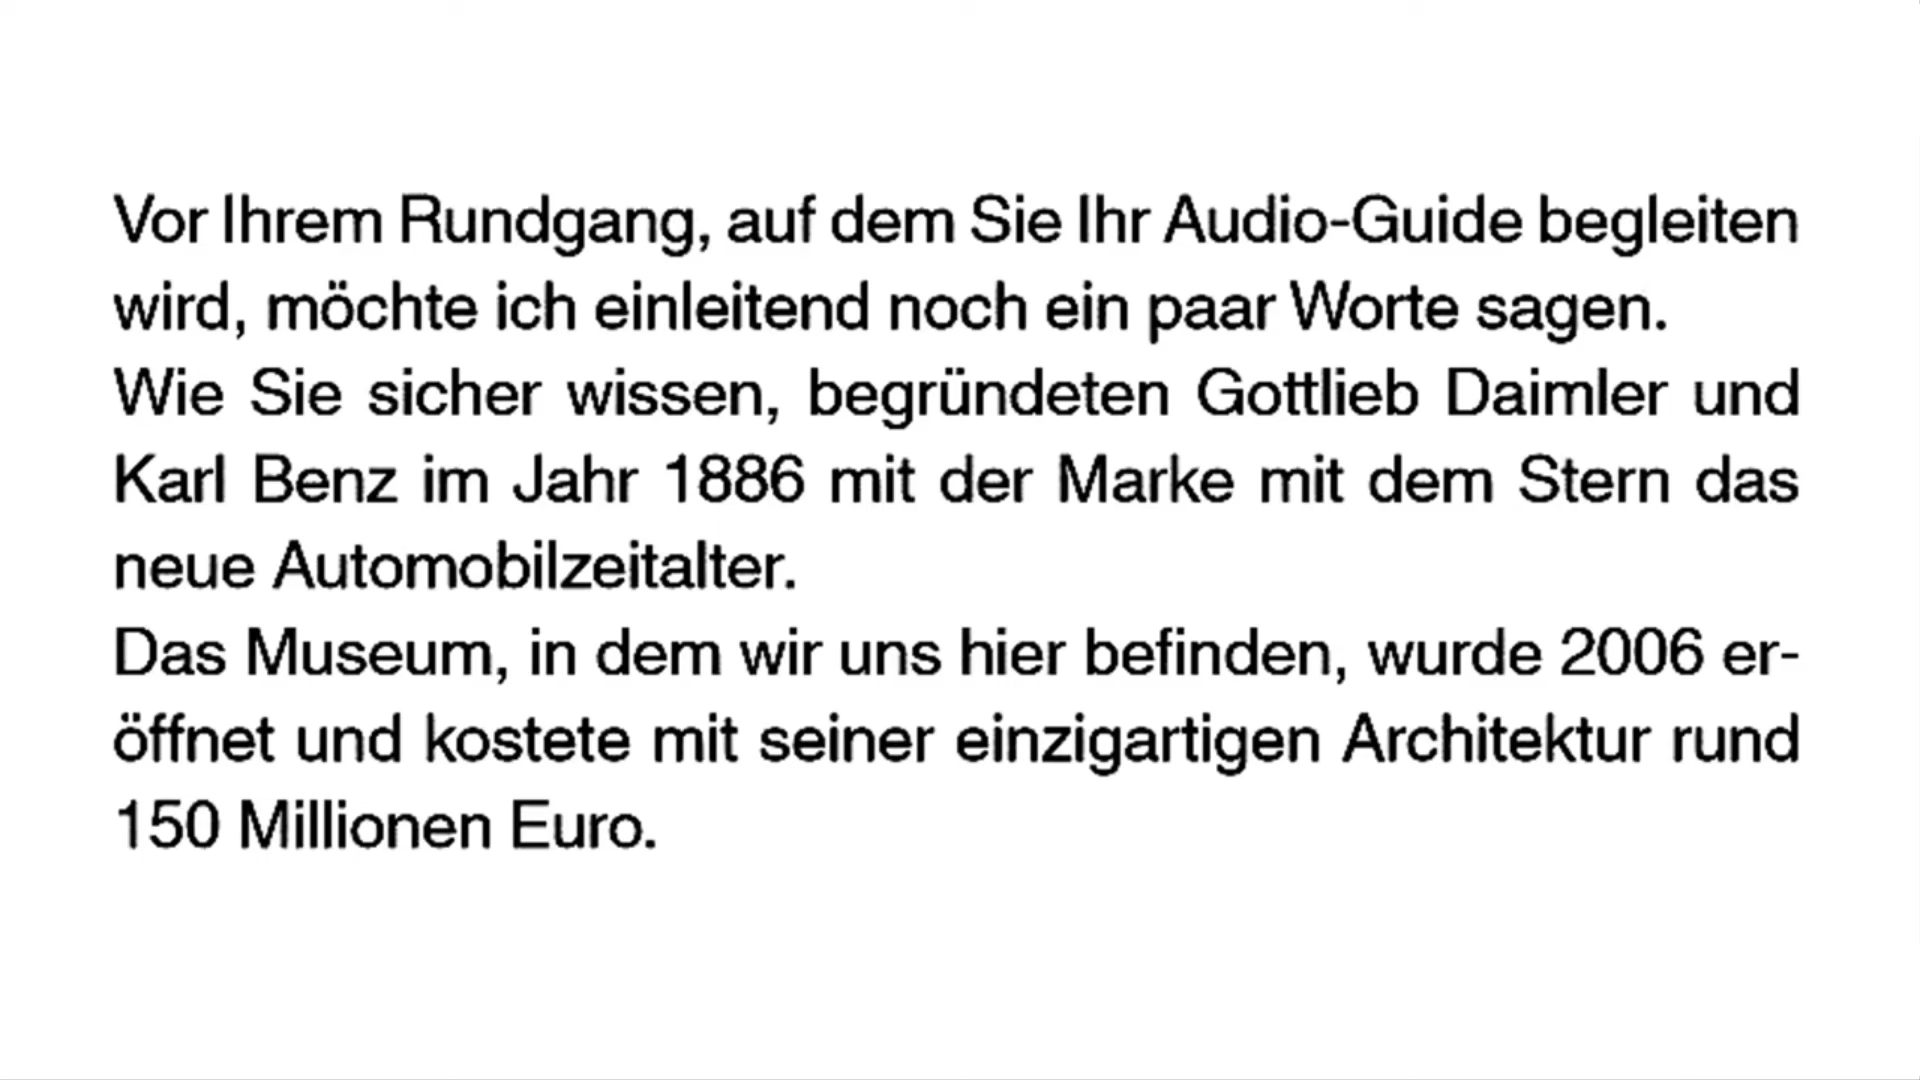 Vor Ihrem Rundgang, auf dem Sie Ihr Audio-Guide begleiten
wird, möchte ich einleitend noch ein paar Worte sagen.
Wie Sie sicher wissen, begründeten Gottlieb Daimler und
Karl Benz im Jahr 1886 mit der Marke mit dem Stern das
neue Automobilzeitalter.
Das Museum, in dem wir uns hier befinden, wurde 2006 er-
öffnet und kostete mit seiner einzigartigen Architektur rund
150 Millionen Euro.